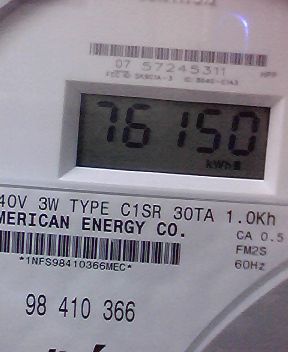 07 57245311
76150
kWh
40V 3W TYPE C1SR 30TA 1.0Kh
MERICAN ENERGY CO.
CA 0.5
FM2S
*1NFS98410366MEC*
60Hz
98 410 366